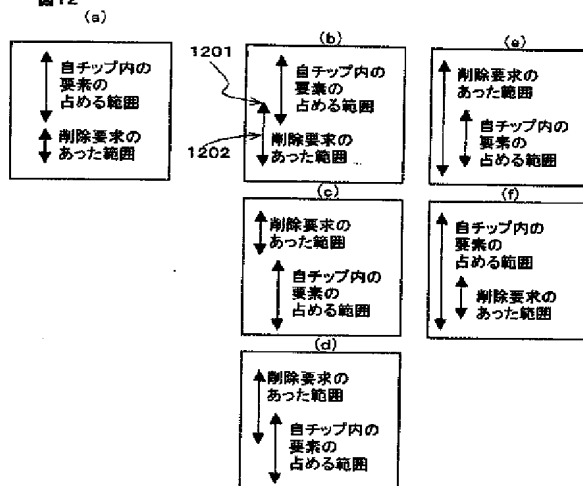 図12
(a)
自チップ内の
要素の
占める範囲
削除要求の
あった範囲
(b)
1201
1202
自チップ内の
要素の
占める範囲
削除要求の
あった範囲
(c)
削除要求の
あった範囲
自チップ内の
要素の
占める範囲
(d)
削除要求の
あった範囲
自チップ内の
要素の
占める範囲
(e)
削除要求の
あった範囲
自チップ内の
要素の
占める範囲
(f)
自チップ内の
要素の
占める範囲
削除要求の
あった範囲